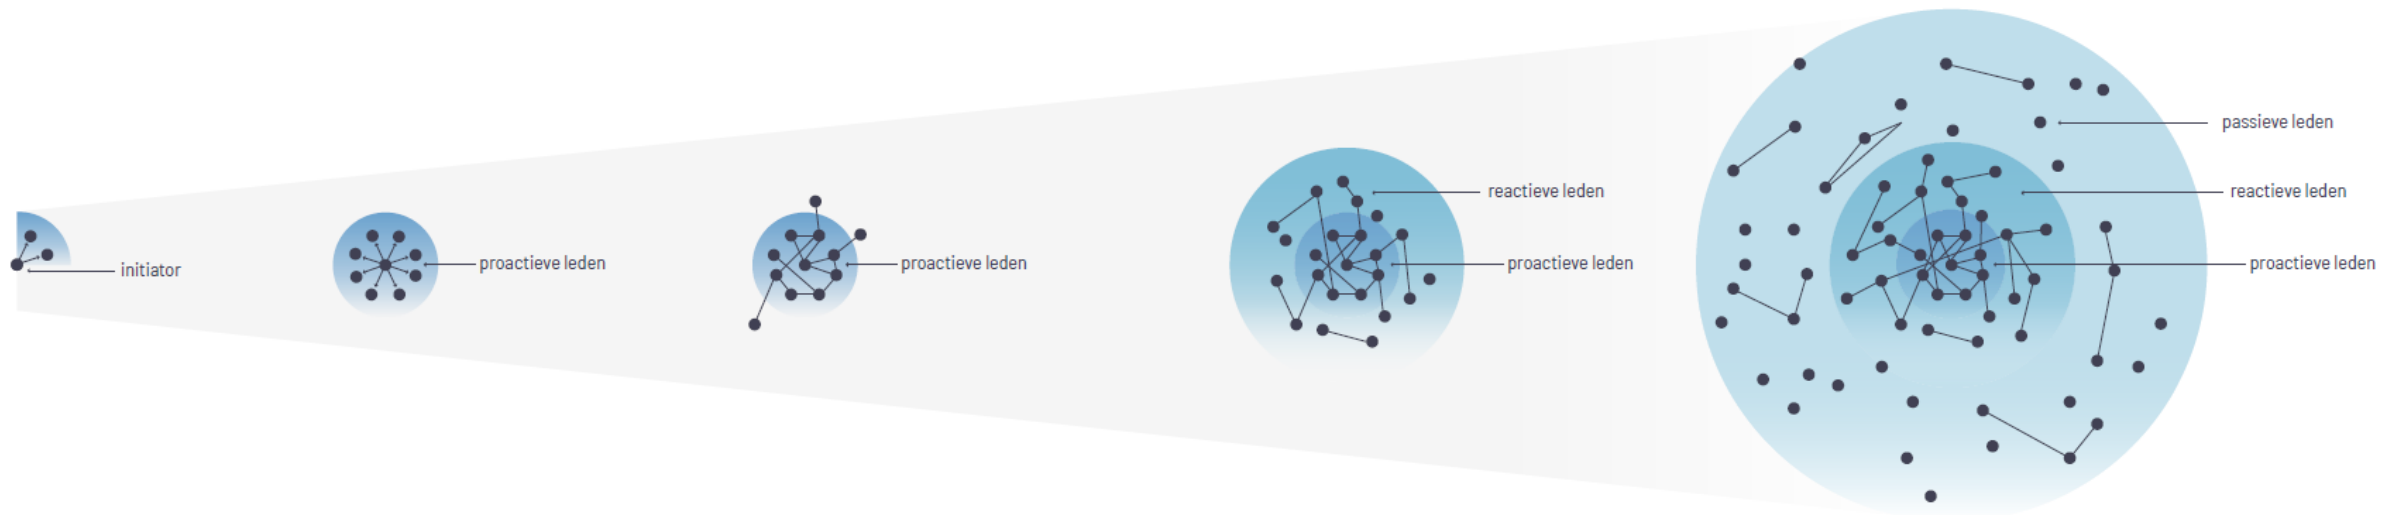 initiator
proactieve leden
proactieve leden
reactieve leden
proactieve leden
passieve leden
reactieve leden
proactieve leden